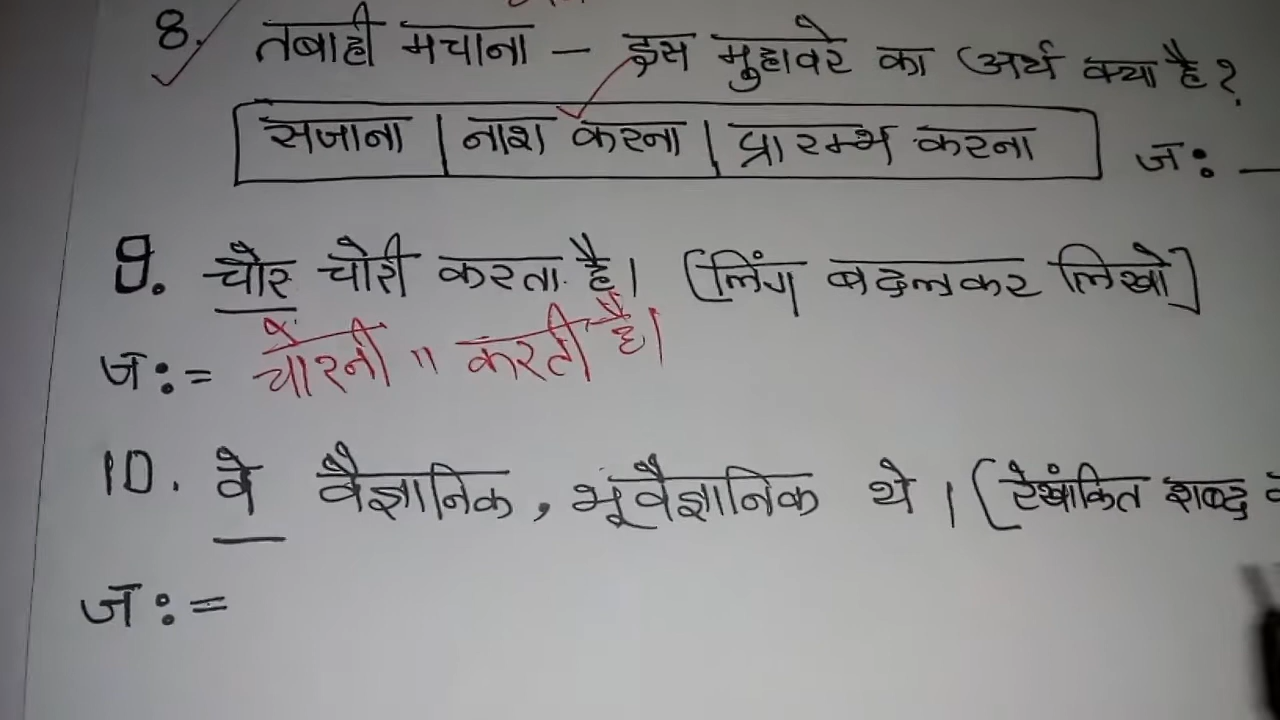 8. तबाही मचाना – इस मुहावरे का अर्थ क्या है?
सजाना | नाश करना | प्रारम्भ करना जः
9. चोर चोरी करता है। [लिंग बदलकर लिखो]
जः= चोरनी " करती है।
10. वे वैज्ञानिक, भूवैज्ञानिक थे। (रेखांकित शब्द
जः=